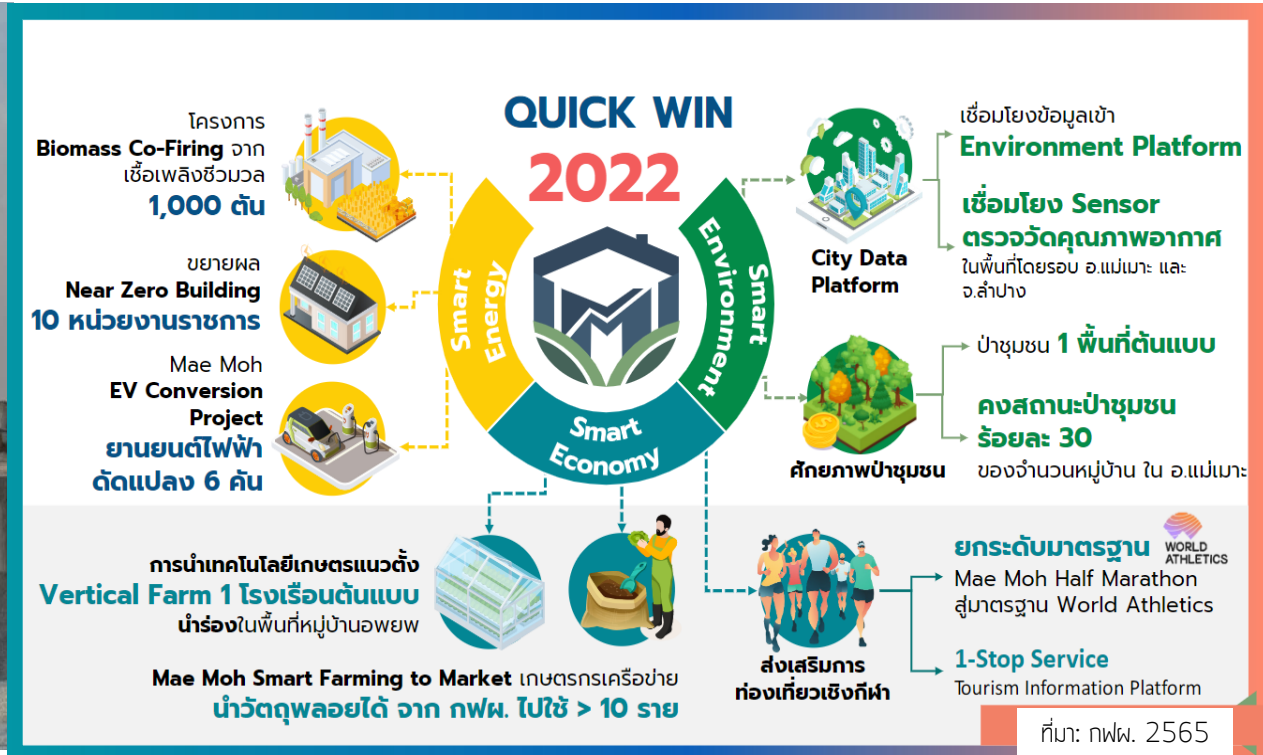 QUICK WIN
2022
Smart
Energy
Smart
Environment
Smart
Economy
โครงการ
Biomass Co-Firing จาก
เชื้อเพลิงชีวมวล
1,000 ตัน
ขยายผล
Near Zero Building
10 หน่วยงานราชการ
Mae Moh
EV Conversion
Project
ยานยนต์ไฟฟ้า
ดัดแปลง 6 คัน
City Data
Platform
เชื่อมโยงข้อมูลเข้า
Environment Platform
เชื่อมโยง Sensor
ตรวจวัดคุณภาพอากาศ
ในพื้นที่โดยรอบ อ.แม่เมาะ และ
จ.ลำปาง
ศักยภาพป่าชุมชน
ป่าชุมชน 1 พื้นที่ต้นแบบ
คงสถานะป่าชุมชน
ร้อยละ 30
ของจำนวนหมู่บ้าน ใน อ.แม่เมาะ
การนำเทคโนโลยีเกษตรแนวตั้ง
Vertical Farm 1 โรงเรือนต้นแบบ
นำร่องในพื้นที่หมู่บ้านอพยพ
Mae Moh Smart Farming to Market เกษตรกรเครือข่าย
นำวัตถุพลอยได้ จาก กฟผ. ไปใช้ > 10 ราย
ส่งเสริมการ
ท่องเที่ยวเชิงกีฬา
ยกระดับมาตรฐาน
WORLD
ATHLETICS
Mae Moh Half Marathon
สู่มาตรฐาน World Athletics
1-Stop Service
Tourism Information Platform
ที่มา: กฟผ. 2565